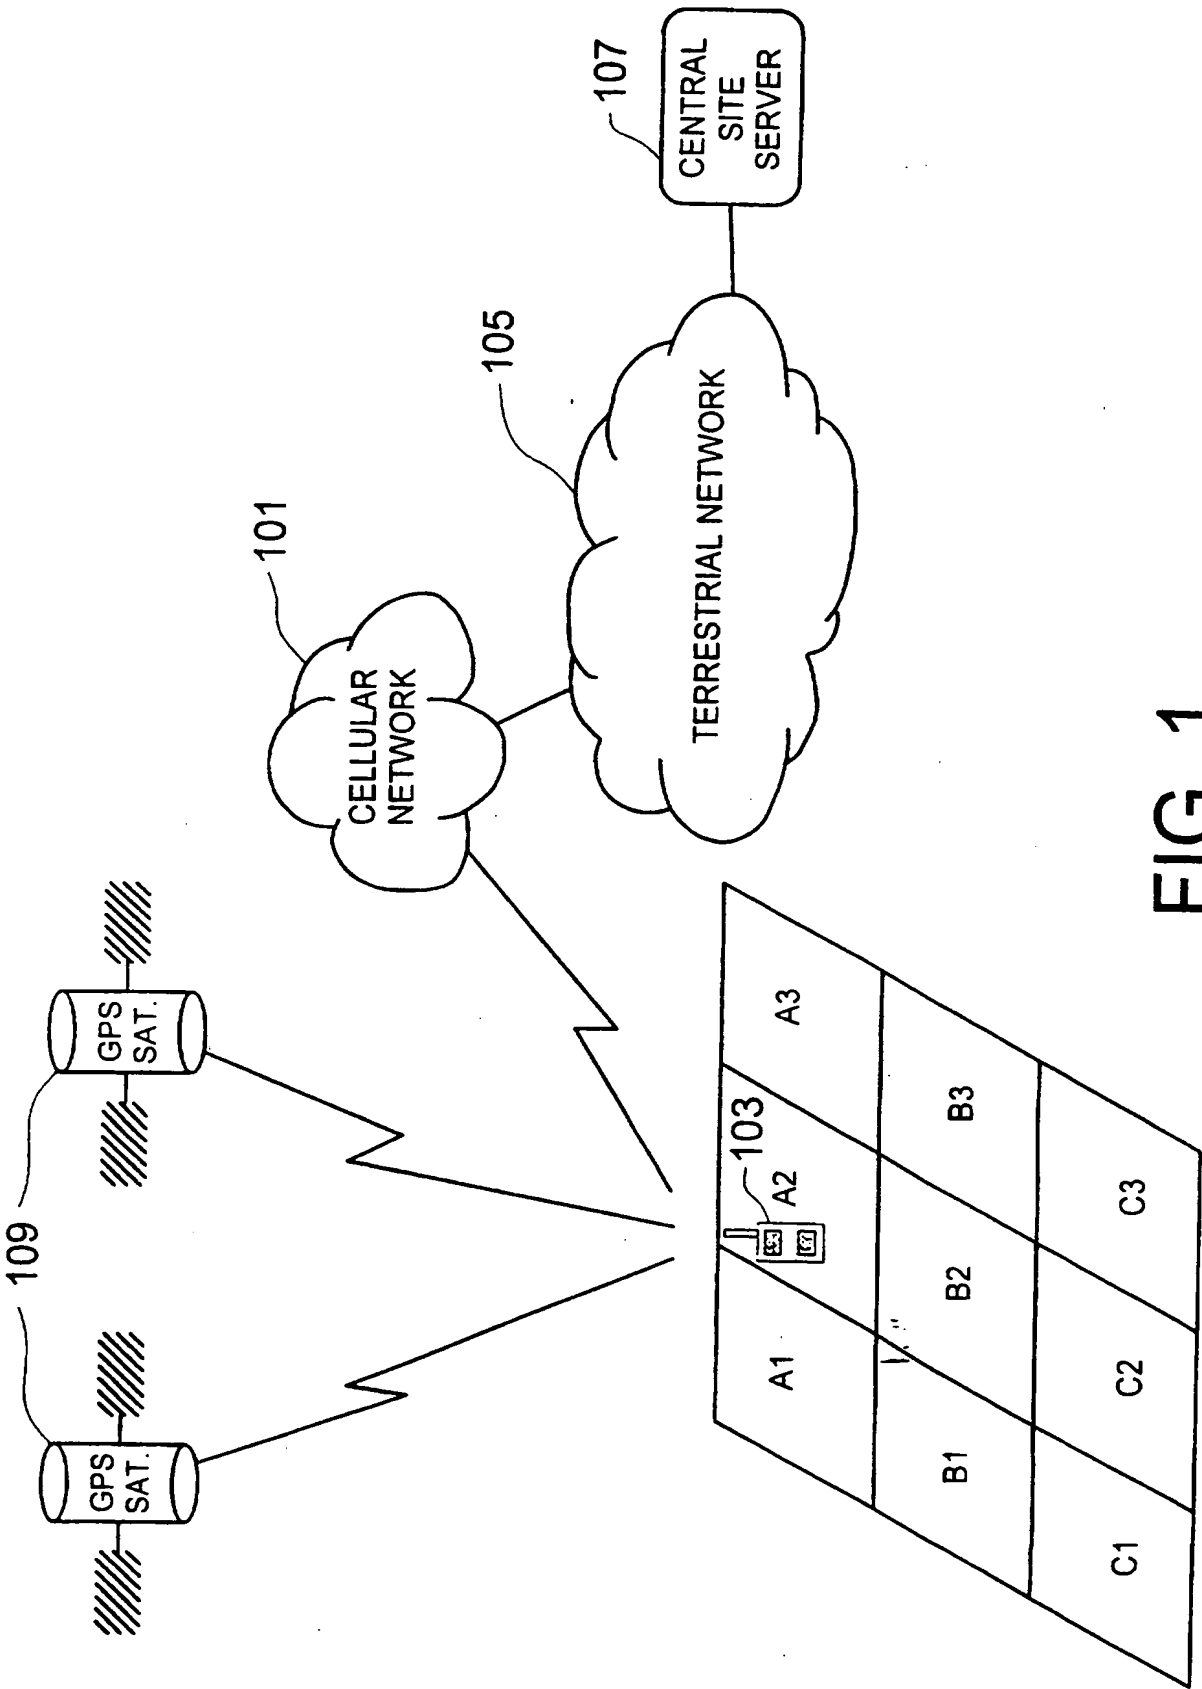 109
GPS
SAT.
GPS
SAT.
101
CELLULAR
NETWORK
105
TERRESTRIAL NETWORK
107
CENTRAL
SITE
SERVER
103
A1
A2
A3
B1
B2
B3
C1
C2
C3
FIG. 1